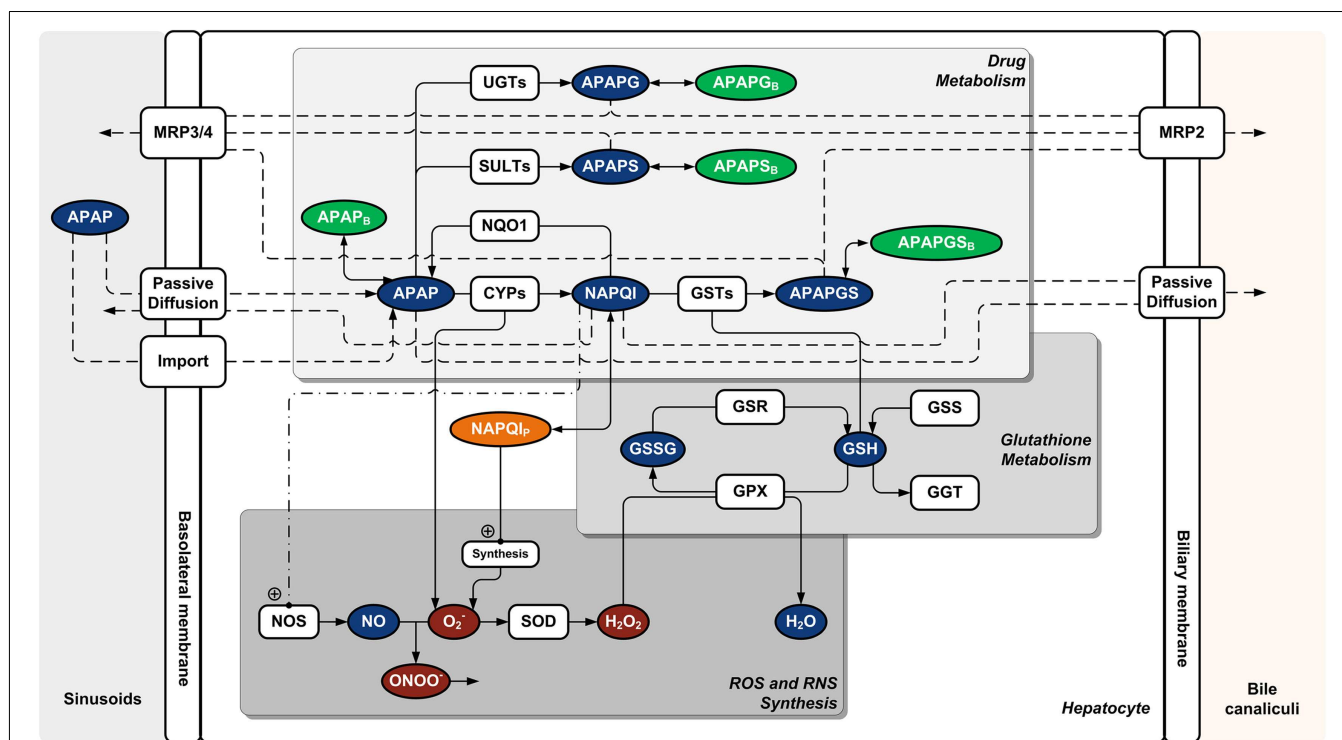 Drug
Metabolism
UGTs
APAPG
APAPG_B
MRP3/4
MRP2
SULTs
APAPS
APAPS_B
APAP
APAP_B
NQO1
APAPGS_B
Passive
Diffusion
APAP
CYPs
NAPQI
GSTs
APAPGS
Passive
Diffusion
Import
GSR
GSS
NAPQI_P
GSSG
GSH
Glutathione
Metabolism
GPX
GGT
⊕
Synthesis
⊕
NOS
NO
O₂⁻
SOD
H₂O₂
H₂O
ONOO⁻
ROS and RNS
Synthesis
Basolateral membrane
Biliary membrane
Sinusoids
Hepatocyte
Bile
canaliculi